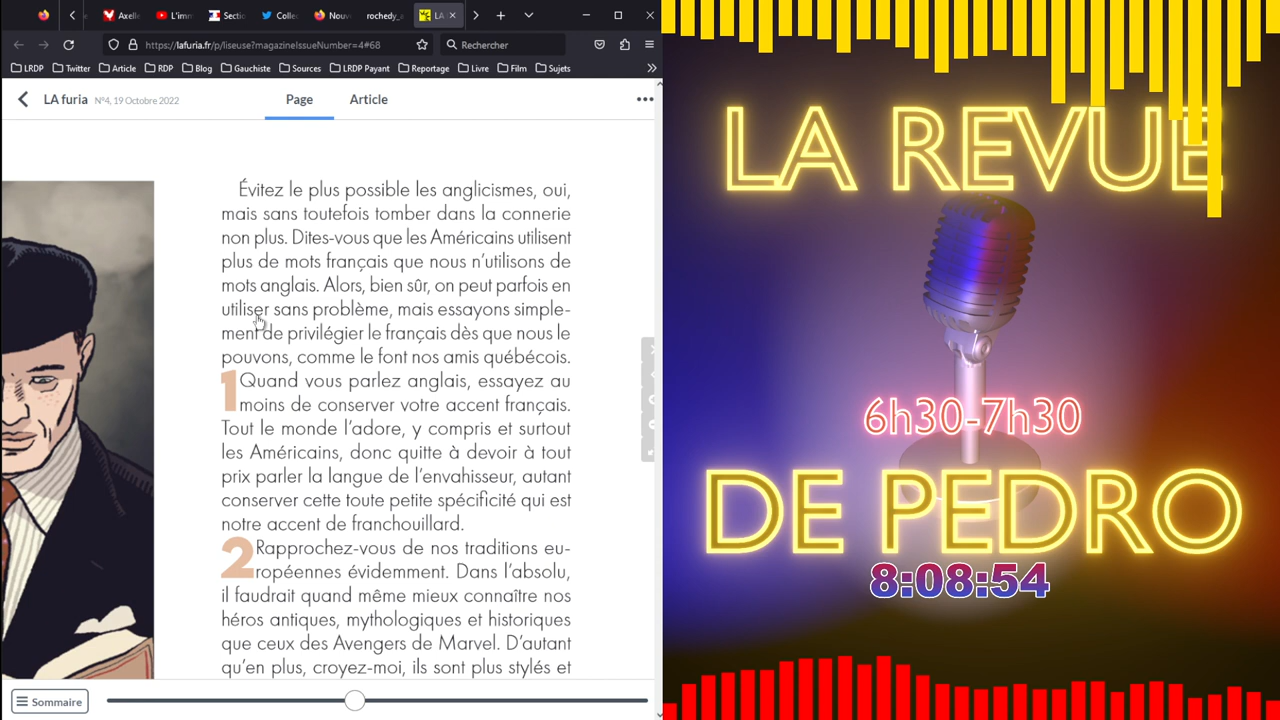 Axelle
L'imm
Sectio
Collec
Nouv
rochedy_
LA
https://lafuria.fr/p/liseuse?magazineIssueNumber=4#68
Rechercher
LRDP
Twitter
Article
RDP
Blog
Gauchiste
Sources
LRDP Payant
Reportage
Livre
Film
Sujets
LA furia N°4, 19 Octobre 2022
Page
Article
Évitez le plus possible les anglicismes, oui,
mais sans toutefois tomber dans la connerie
non plus. Dites-vous que les Américains utilisent
plus de mots français que nous n'utilisons de
mots anglais. Alors, bien sûr, on peut parfois en
utiliser sans problème, mais essayons simple-
ment de privilégier le français dès que nous le
pouvons, comme le font nos amis québécois.
1 Quand vous parlez anglais, essayez au
moins de conserver votre accent français.
Tout le monde l'adore, y compris et surtout
les Américains, donc quitte à devoir à tout
prix parler la langue de l'envahisseur, autant
conserver cette toute petite spécificité qui est
notre accent de franchouillard.
2 Rapprochez-vous de nos traditions eu-
ropéennes évidemment. Dans l'absolu,
il faudrait quand même mieux connaître nos
héros antiques, mythologiques et historiques
que ceux des Avengers de Marvel. D'autant
qu'en plus, croyez-moi, ils sont plus stylés et
Sommaire
LA REVUE
6h30-7h30
DE PEDRO
8:08:54